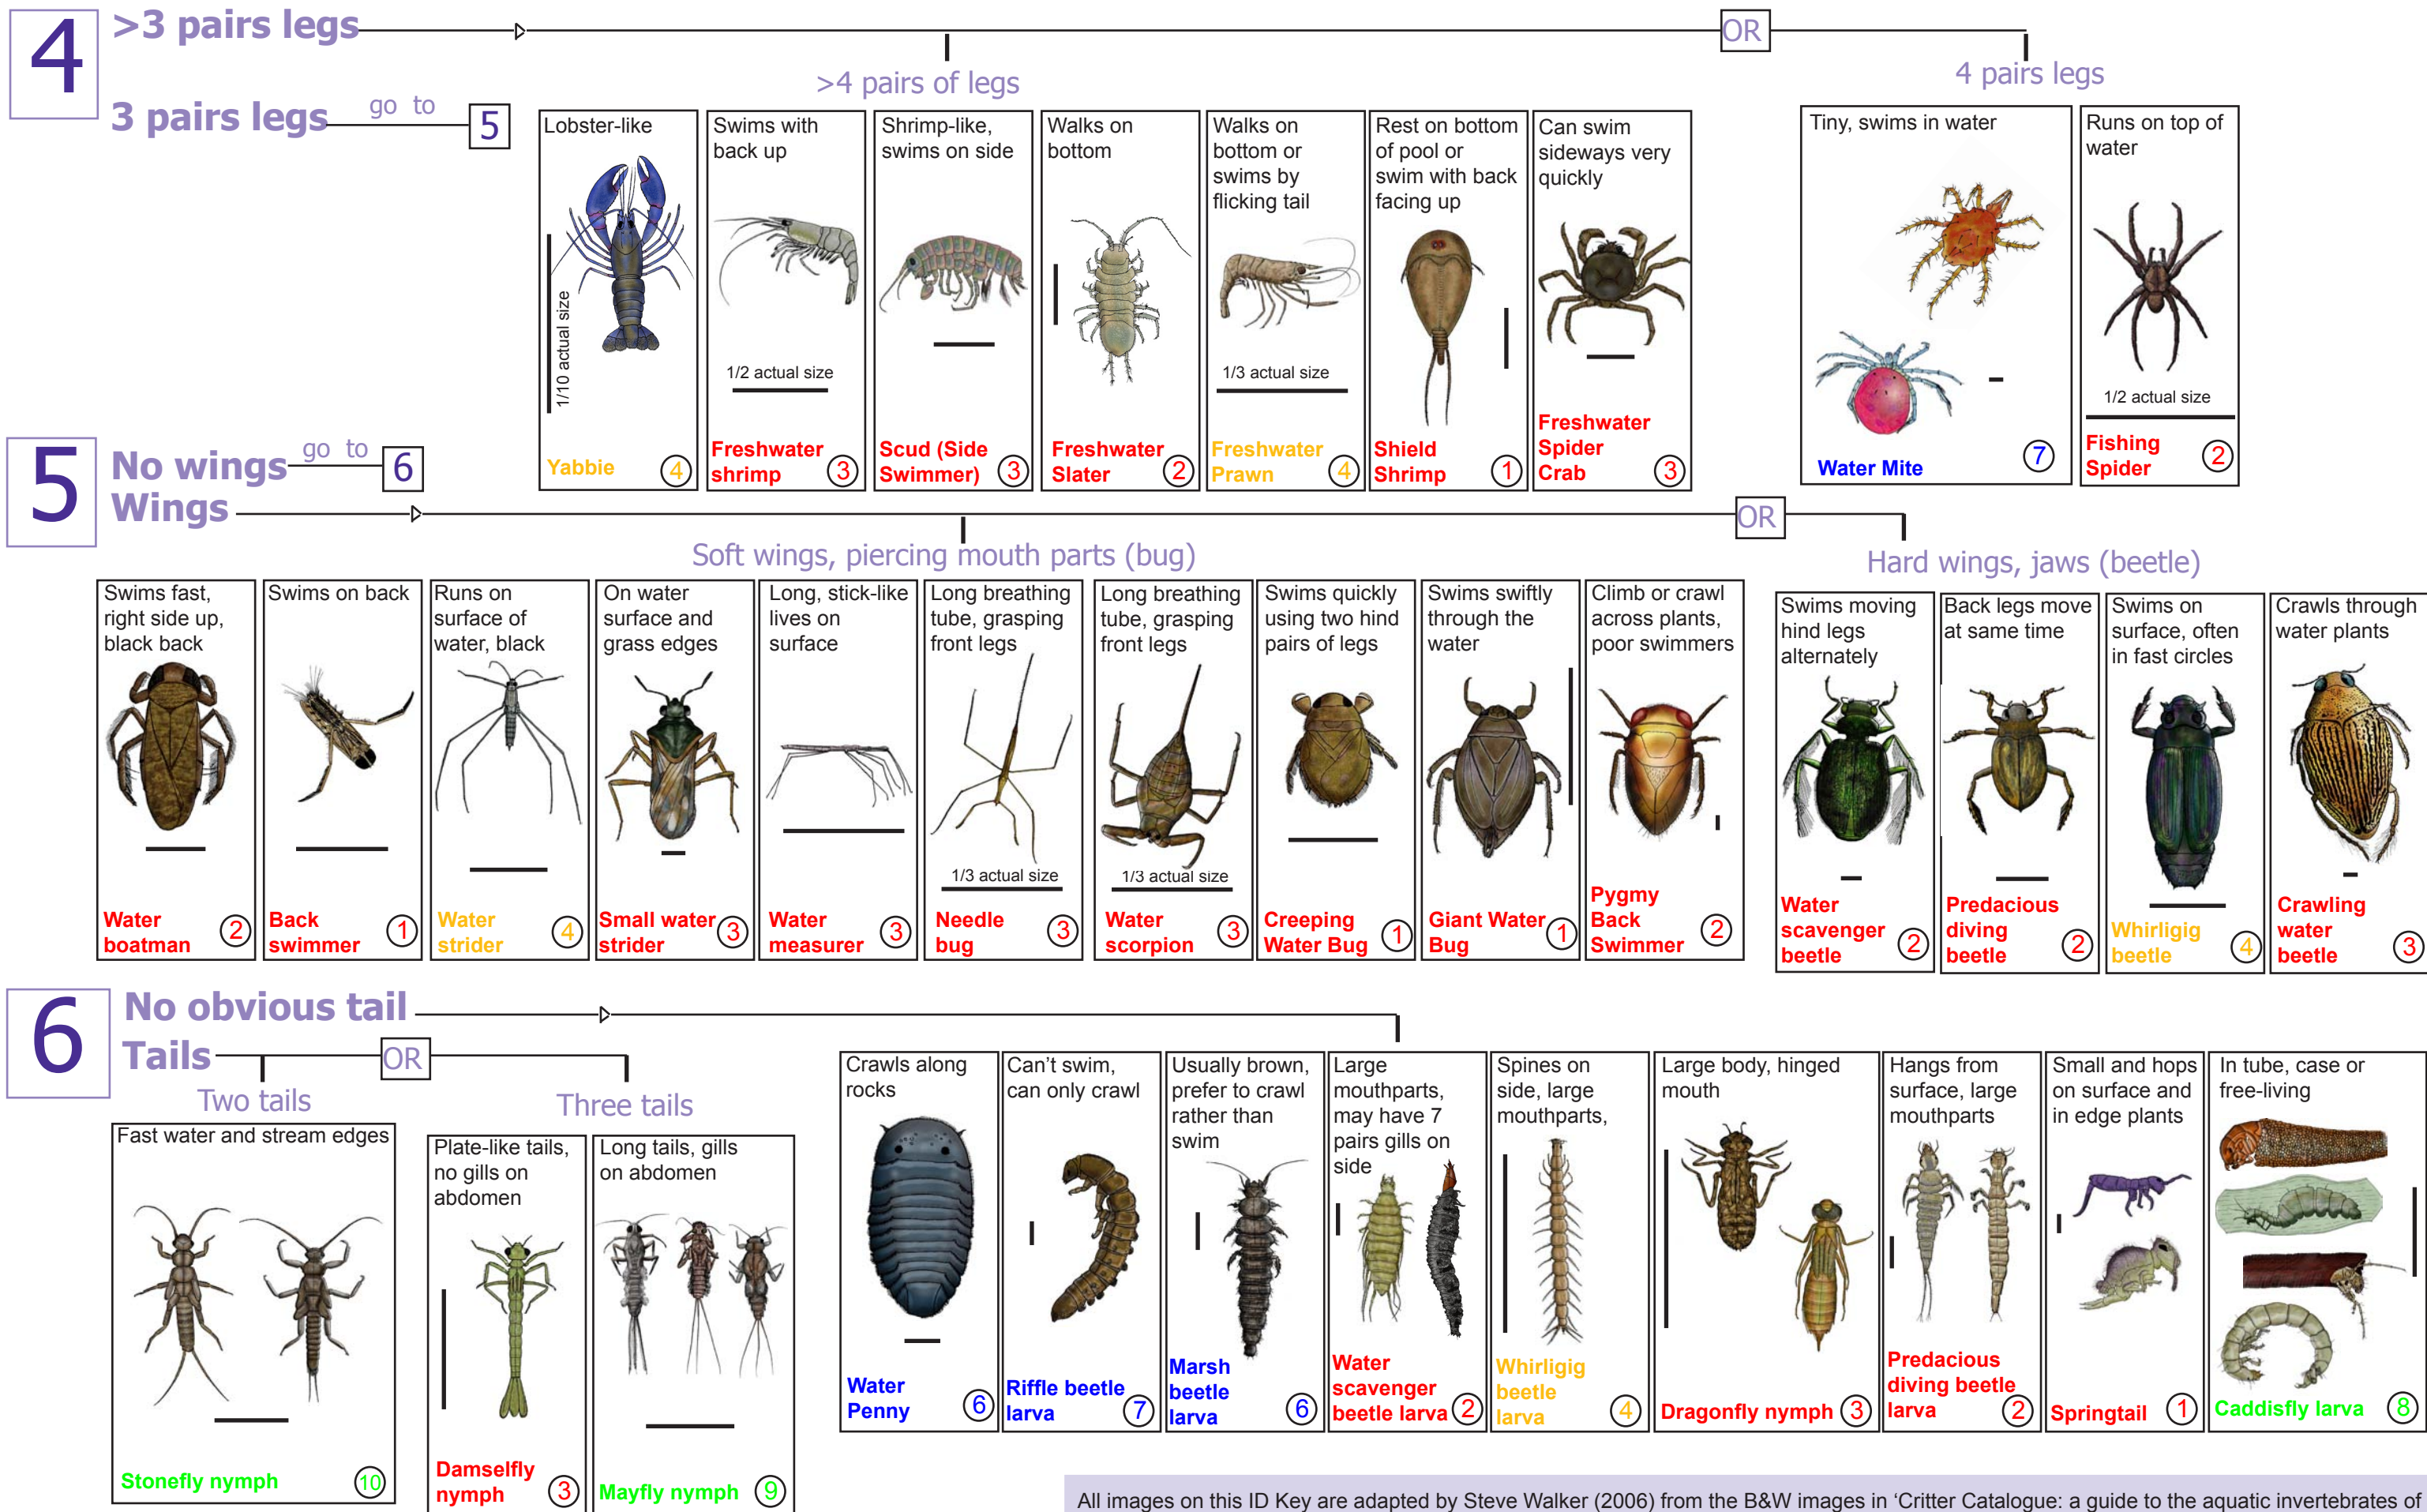 4
>3 pairs legs
OR
>4 pairs of legs
4 pairs legs
3 pairs legs go to 5
Lobster-like
1/10 actual size
Yabbie 4
Swims with
back up
1/2 actual size
Freshwater
shrimp 3
Shrimp-like,
swims on side
Scud (Side
Swimmer) 3
Walks on
bottom
Freshwater
Slater 2
Walks on
bottom or
swims by
flicking tail
1/3 actual size
Freshwater
Prawn 4
Rest on bottom
of pool or
swim with back
facing up
Shield
Shrimp 1
Can swim
sideways very
quickly
Freshwater
Spider
Crab 3
Tiny, swims in water
Water Mite 7
Runs on top of
water
1/2 actual size
Fishing
Spider 2
5
No wings go to 6
Wings
OR
Soft wings, piercing mouth parts (bug)
Hard wings, jaws (beetle)
Swims fast,
right side up,
black back
Water
boatman 2
Swims on back
Back
swimmer 1
Runs on
surface of
water, black
Water
strider 4
On water
surface and
grass edges
Small water
strider 3
Long, stick-like
lives on
surface
Water
measurer 3
Long breathing
tube, grasping
front legs
1/3 actual size
Needle
bug 3
Long breathing
tube, grasping
front legs
1/3 actual size
Water
scorpion 3
Swims quickly
using two hind
pairs of legs
Creeping
Water Bug 1
Swims swiftly
through the
water
Giant Water
Bug 1
Climb or crawl
across plants,
poor swimmers
Pygmy
Back
Swimmer 2
Swims moving
hind legs
alternately
Water
scavenger
beetle 2
Back legs move
at same time
Predacious
diving
beetle 2
Swims on
surface, often
in fast circles
Whirligig
beetle 4
Crawls through
water plants
Crawling
water
beetle 3
6
No obvious tail
Tails
OR
Two tails
Three tails
Fast water and stream edges
Stonefly nymph 10
Plate-like tails,
no gills on
abdomen
Damselfly
nymph 3
Long tails, gills
on abdomen
Mayfly nymph 9
Crawls along
rocks
Water
Penny 6
Can't swim,
can only crawl
Riffle beetle
larva 7
Usually brown,
prefer to crawl
rather than
swim
Marsh
beetle
larva 6
Large
mouthparts,
may have 7
pairs gills on
side
Water
scavenger
beetle larva 2
Spines on
side, large
mouthparts,
Whirligig
beetle
larva 4
Large body, hinged
mouth
Dragonfly nymph 3
Hangs from
surface, large
mouthparts
Predacious
diving beetle
larva 2
Small and hops
on surface and
in edge plants
Springtail 1
In tube, case or
free-living
Caddisfly larva 8
All images on this ID Key are adapted by Steve Walker (2006) from the B&W images in ‘Critter Catalogue: a guide to the aquatic invertebrates of